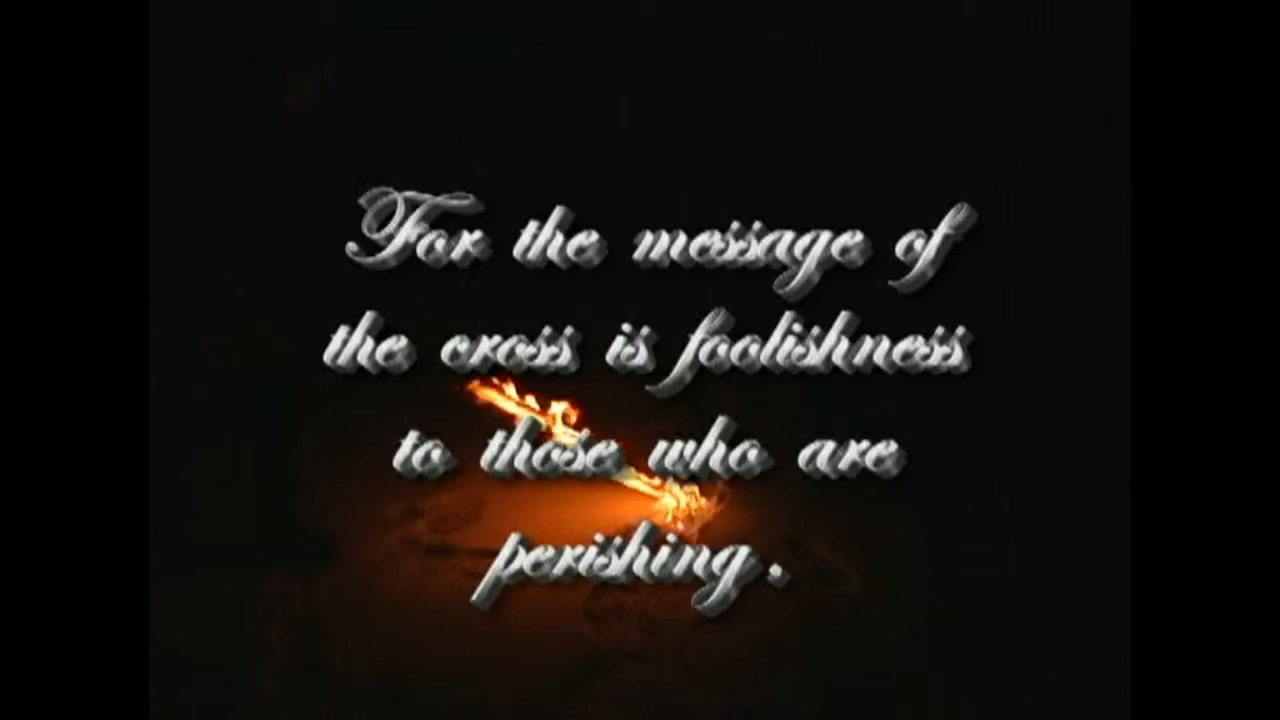 For the message of
the cross is foolishness
to those who are
perishing.